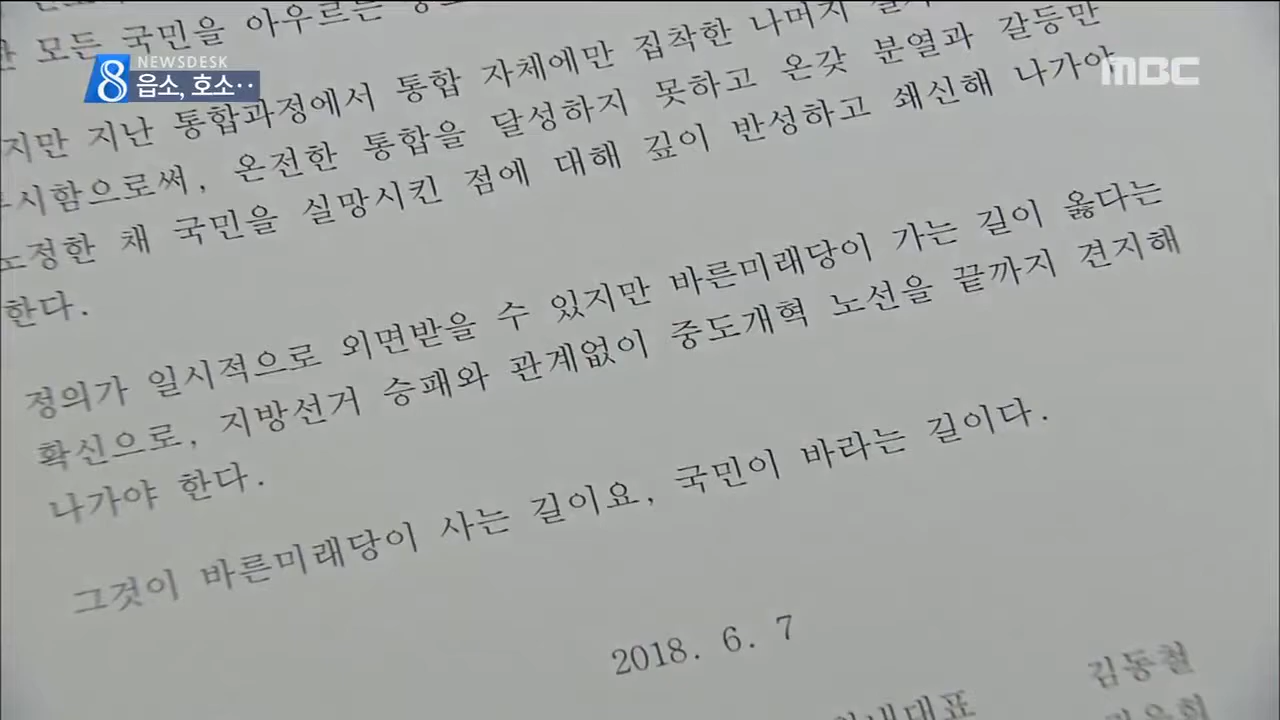 한 모든 국민을 아우르는
NEWSDESK
8 읍소, 호소··
MBC
지만 지난 통합과정에서 통합 자체에만 집착한 나머지
시함으로써, 온전한 통합을 달성하지 못하고 온갖 분열과 갈등만
노정한 채 국민을 실망시킨 점에 대해 깊이 반성하고 쇄신해 나가야
한다.
정의가 일시적으로 외면받을 수 있지만 바른미래당이 가는 길이 옳다는
확신으로, 지방선거 승패와 관계없이 중도개혁 노선을 끝까지 견지해
나가야 한다.
그것이 바른미래당이 사는 길이요, 국민이 바라는 길이다.
2018. 6. 7
김동철